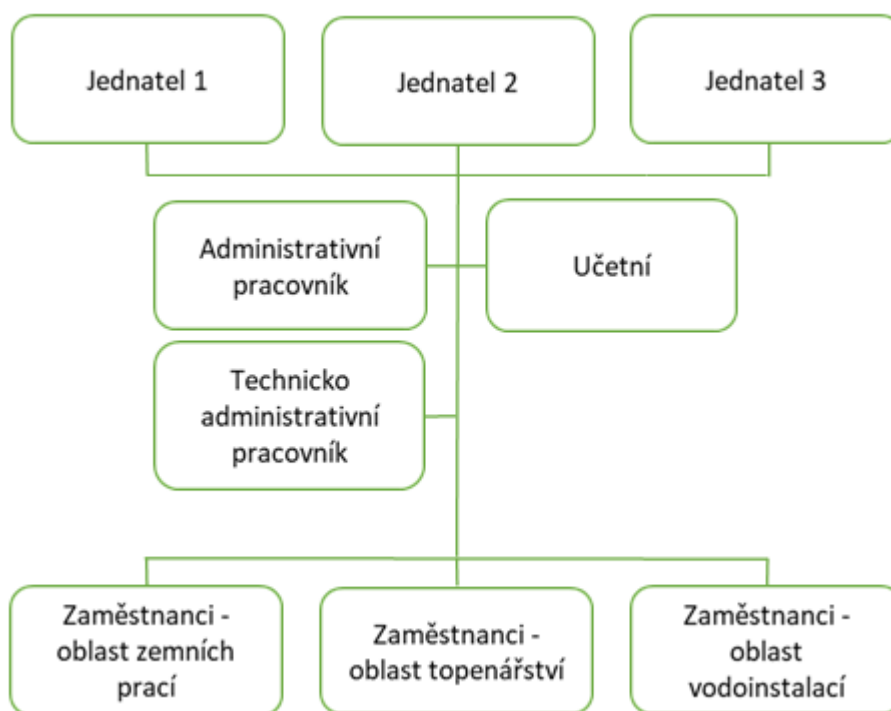 Jednatel 1
Jednatel 2
Jednatel 3
Administrativní
pracovník
Učetní
Technicko
administrativní
pracovník
Zaměstnanci -
oblast zemních
prací
Zaměstnanci -
oblast topenářství
Zaměstnanci -
oblast
vodoinstalací